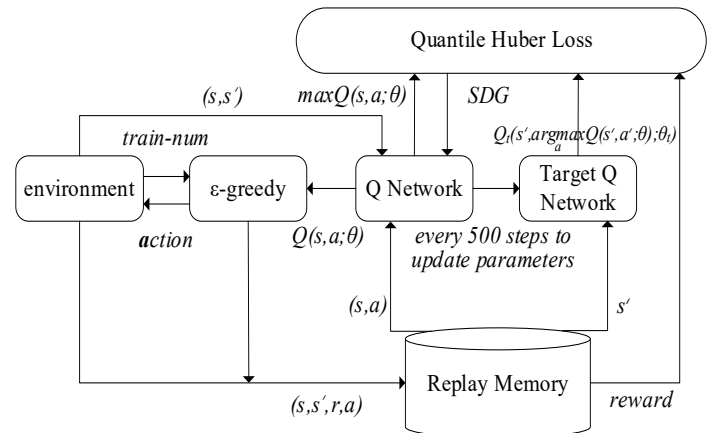 Quantile Huber Loss
(s,s′)
maxQ(s,a;θ)
SDG
train-num
Qₜ(s′,argmaxQ(s′,a′;θ);θₜ)
a
environment
ε-greedy
Q Network
Target Q
Network
action
Q(s,a;θ)
every 500 steps to
update parameters
(s,a)
s′
Replay Memory
(s,s′,r,a)
reward